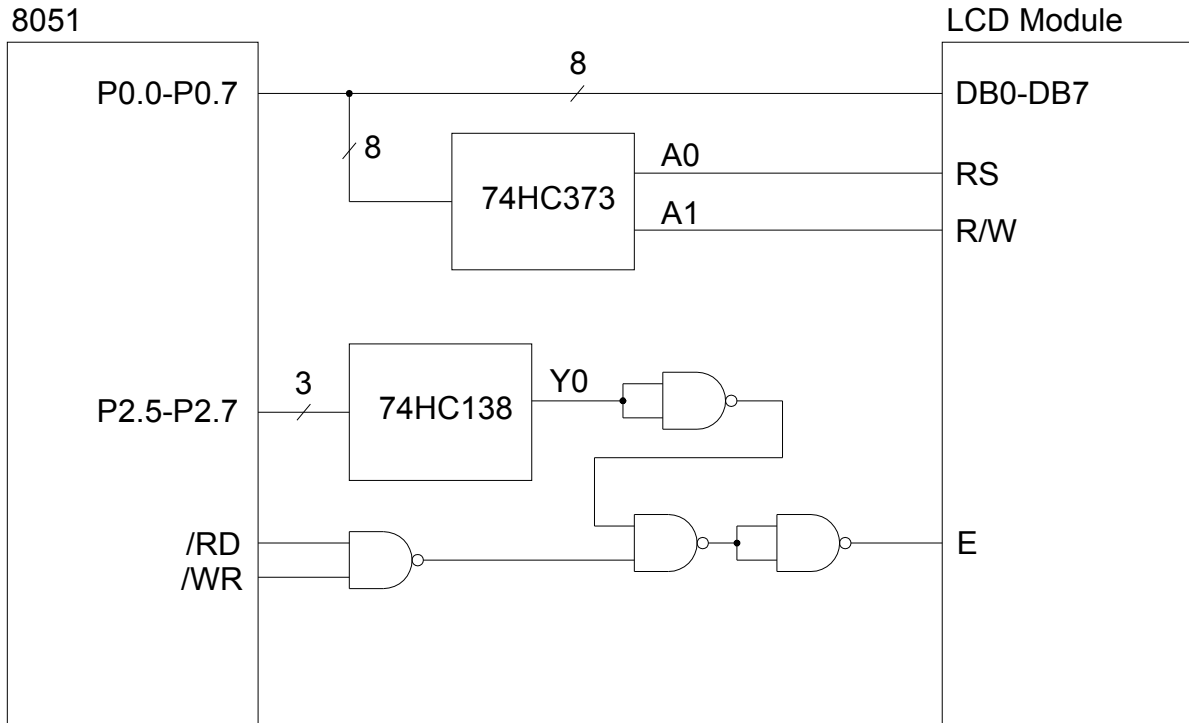 8051
LCD Module
P0.0-P0.7
8
DB0-DB7
8
74HC373
A0
RS
A1
R/W
P2.5-P2.7
3
74HC138
Y0
/RD
/WR
E